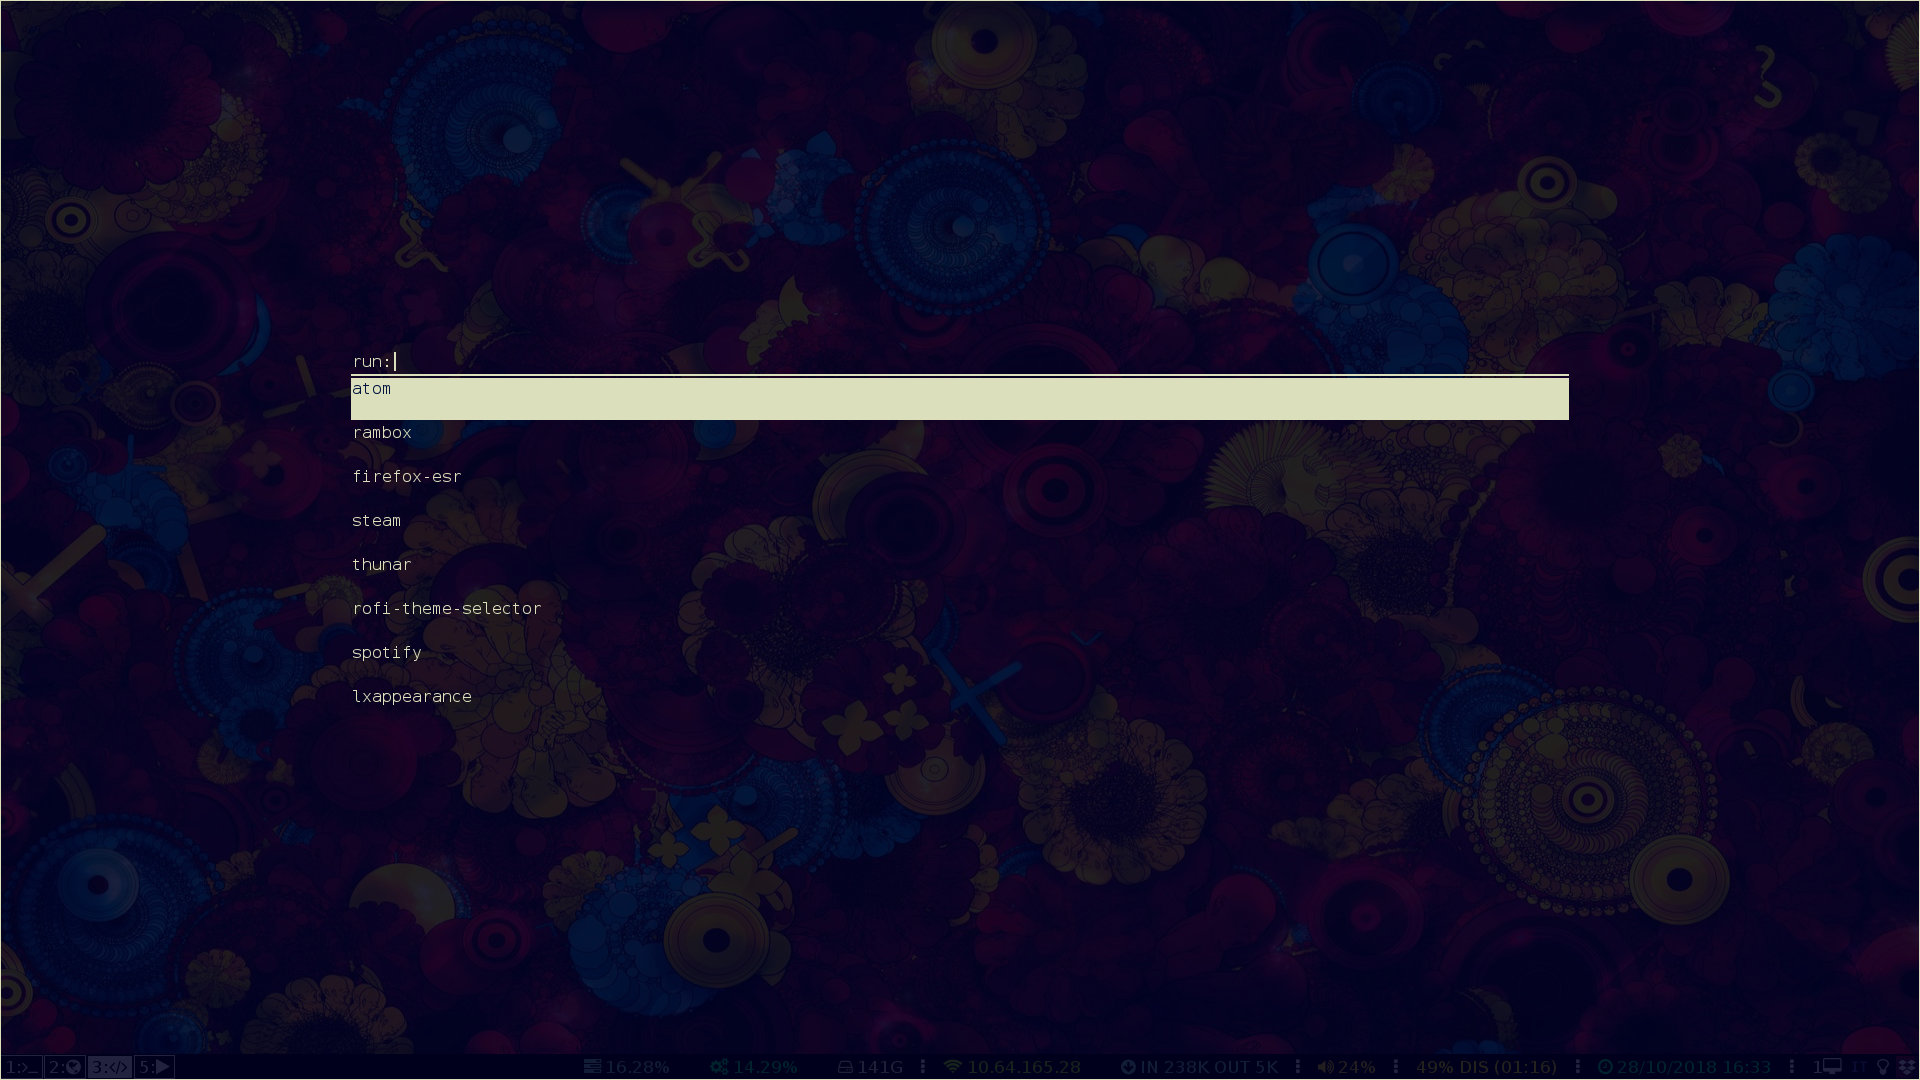 run:
atom
rambox
firefox-esr
steam
thunar
rofi-theme-selector
spotify
lxappearance
1:>_ 2: 3:</> 5: 16.28% 14.29% 141G 10.64.165.28 IN 238K OUT 5K 24% 49% DIS (01:16) 28/10/2018 16:33 1 IT